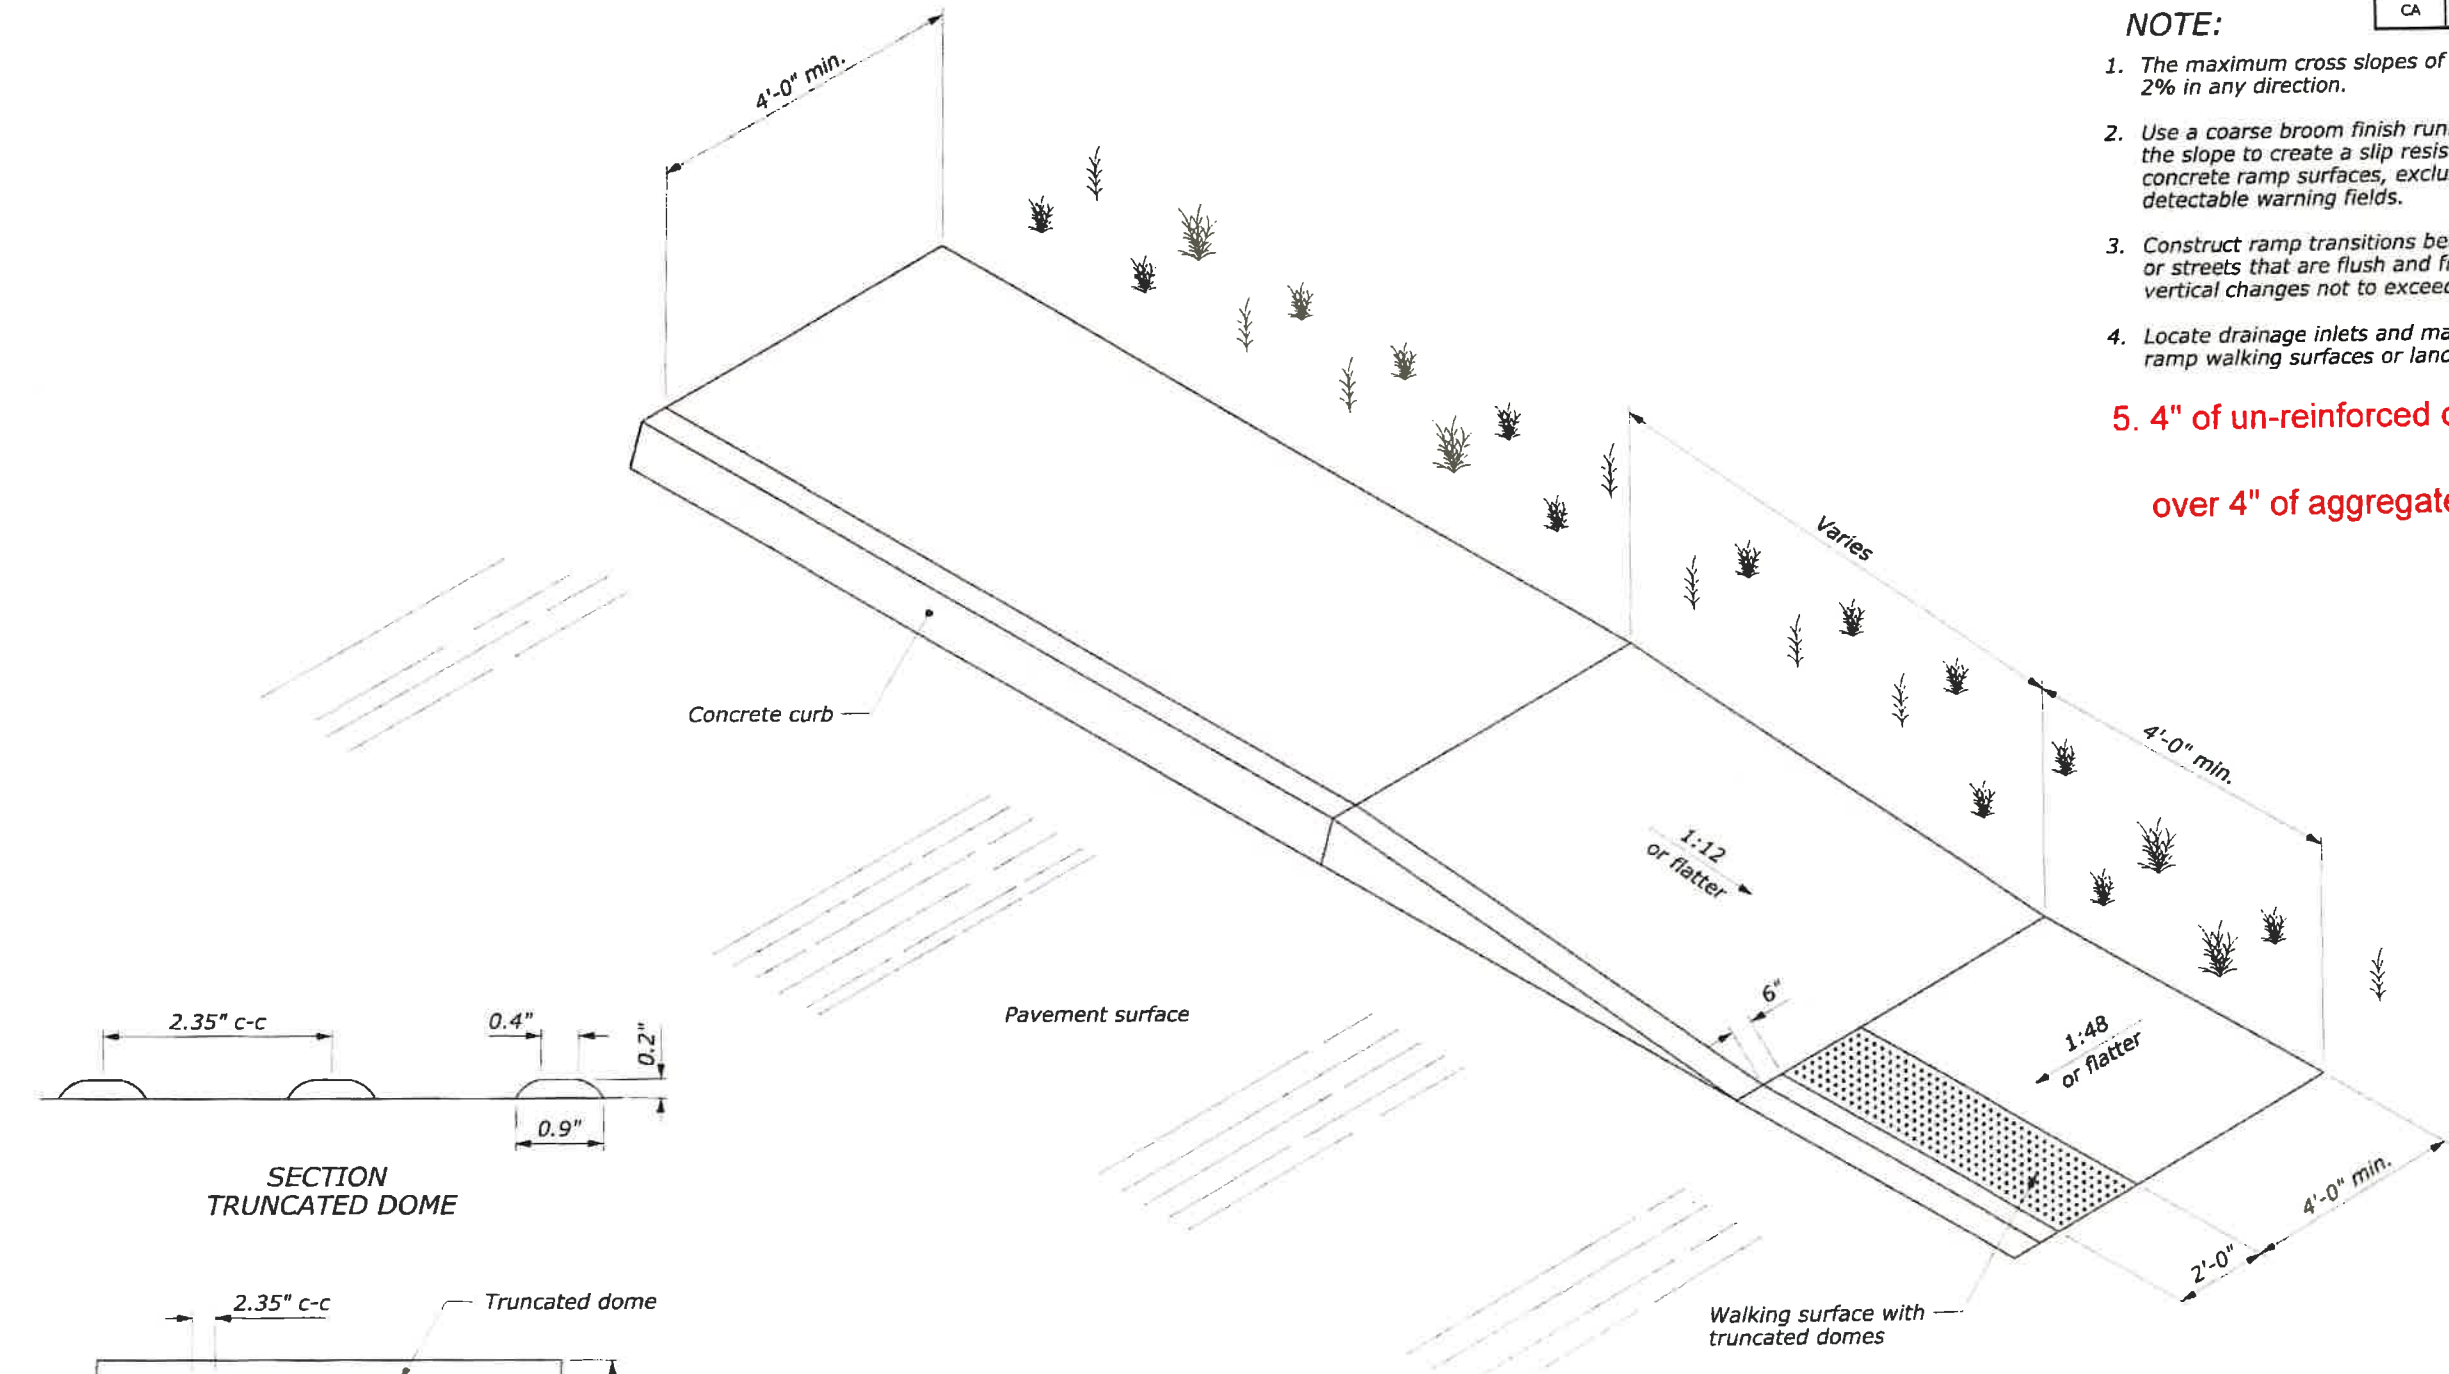 CA
NOTE:
1. The maximum cross slopes of
2% in any direction.
2. Use a coarse broom finish run
the slope to create a slip resis
concrete ramp surfaces, exclu
detectable warning fields.
3. Construct ramp transitions be
or streets that are flush and f
vertical changes not to exceed
4. Locate drainage inlets and ma
ramp walking surfaces or land
5. 4" of un-reinforced c
over 4" of aggregate
4'-0" min.
Varies
4'-0" min.
Concrete curb
1:12
or flatter
6"
1:48
or flatter
Pavement surface
4'-0" min.
2'-0"
Walking surface with
truncated domes
2.35" c-c
0.4"
0.2"
0.9"
SECTION
TRUNCATED DOME
2.35" c-c
Truncated dome